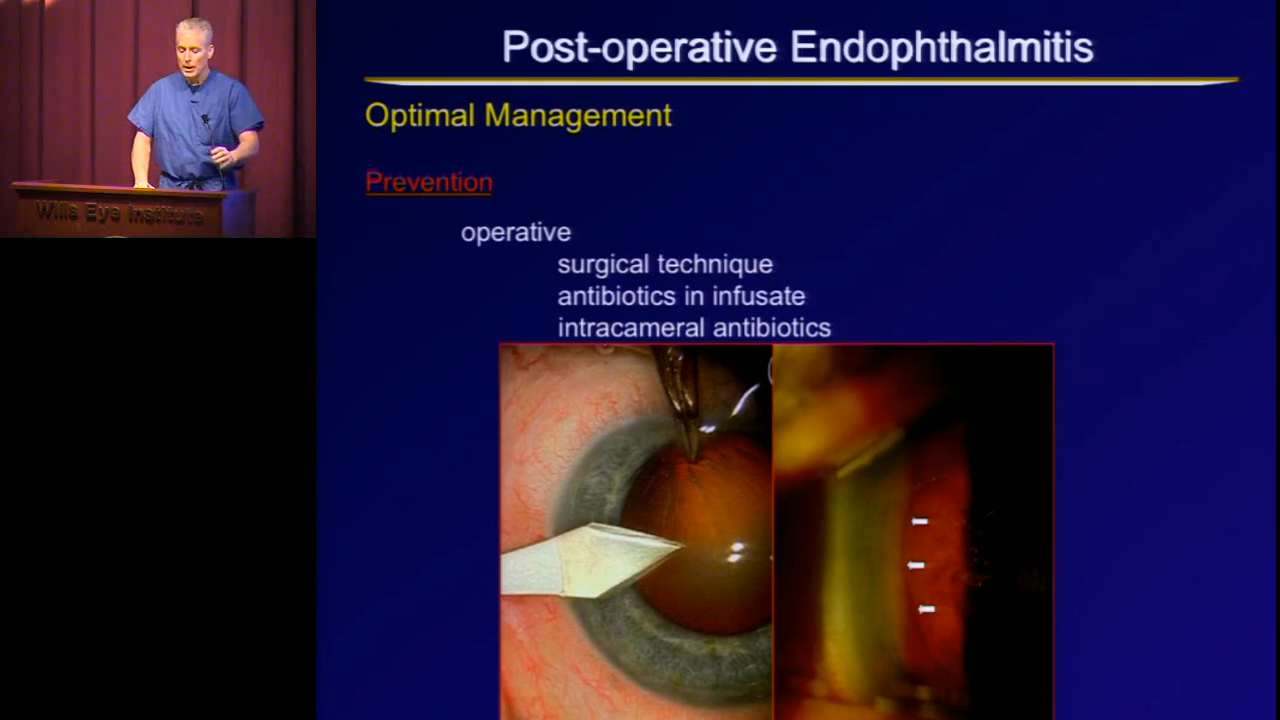 Post-operative Endophthalmitis
Optimal Management
Prevention
operative
surgical technique
antibiotics in infusate
intracameral antibiotics
Wills Eye Institute